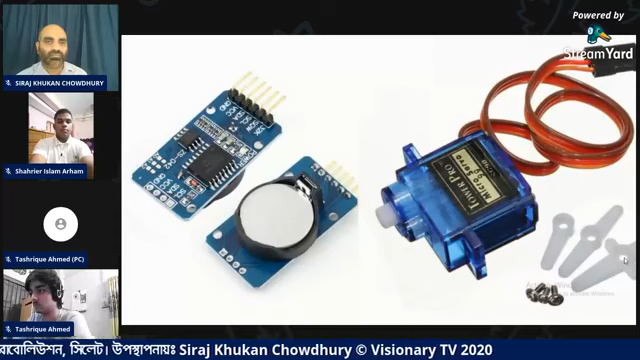 Powered by
StreamYard
SIRAJ KHUKAN CHOWDHURY
Shahrier Islam Arham
Tashrique Ahmed (PC)
Tashrique Ahmed
TOWER PRO
MICRO SERVO
রাবোলিউশন, সিলেট। উপস্থাপনায়ঃ Siraj Khukan Chowdhury © Visionary TV 2020